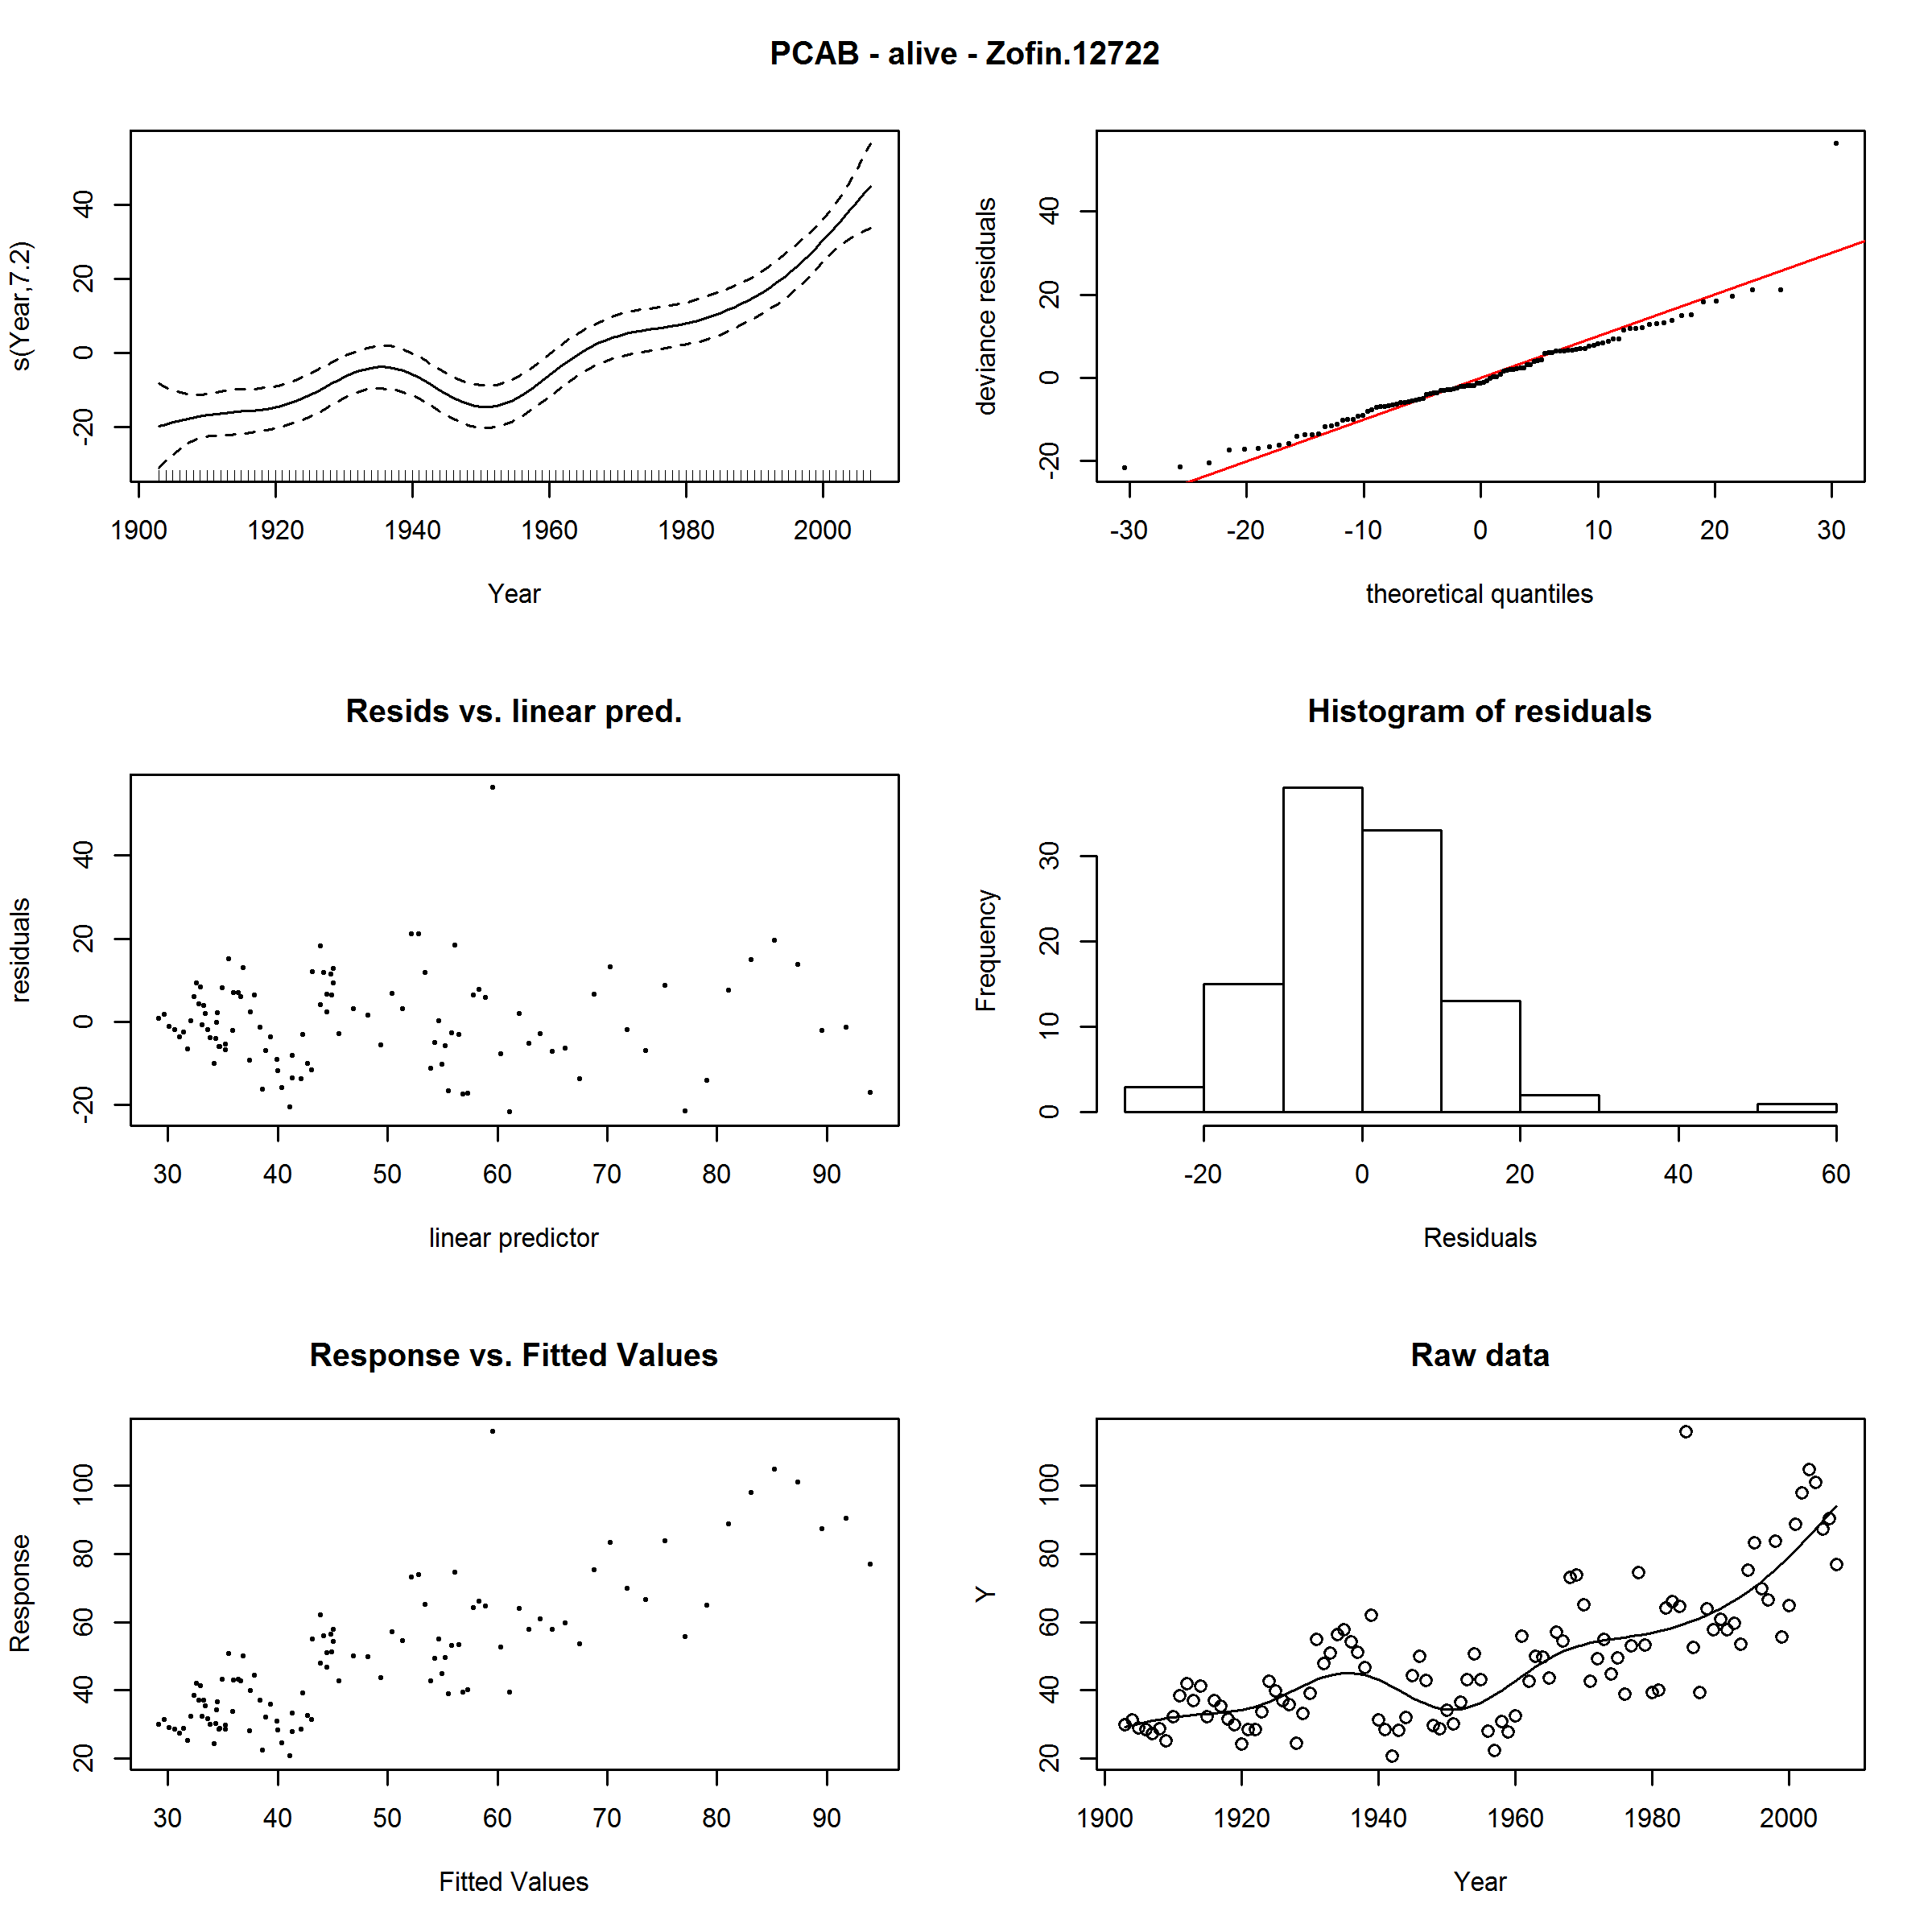 PCAB - alive - Zofin.12722
s(Year,7.2)
-20 0 20 40
1900 1920 1940 1960 1980 2000
Year
deviance residuals
-20 0 20 40
-30 -20 -10 0 10 20 30
theoretical quantiles
Resids vs. linear pred.
residuals
-20 0 20 40
30 40 50 60 70 80 90
linear predictor
Histogram of residuals
Frequency
0 10 20 30
-20 0 20 40 60
Residuals
Response vs. Fitted Values
Response
20 40 60 80 100
30 40 50 60 70 80 90
Fitted Values
Raw data
Y
20 40 60 80 100
1900 1920 1940 1960 1980 2000
Year